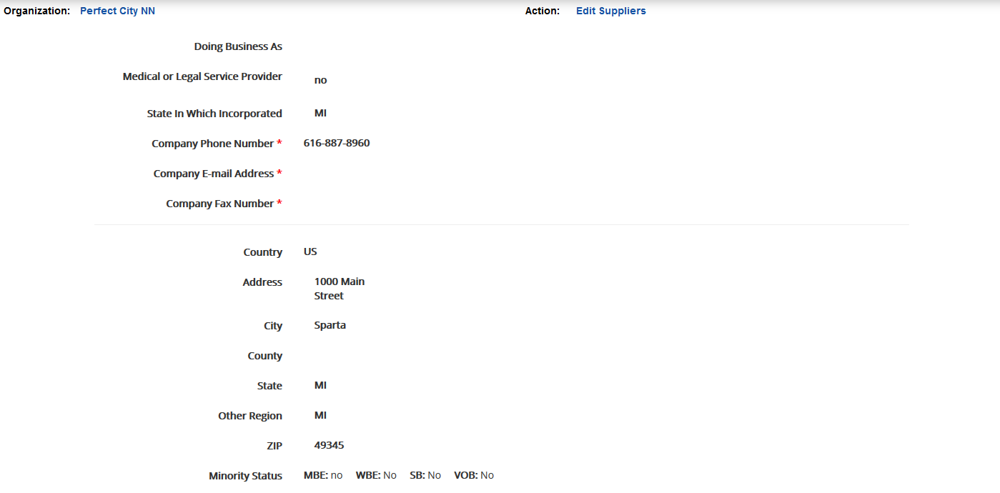 Organization: Perfect City NN Action: Edit Suppliers
Doing Business As
Medical or Legal Service Provider no
State In Which Incorporated MI
Company Phone Number * 616-887-8960
Company E-mail Address *
Company Fax Number *
Country US
Address 1000 Main
Street
City Sparta
County
State MI
Other Region MI
ZIP 49345
Minority Status MBE: no WBE: No SB: No VOB: No